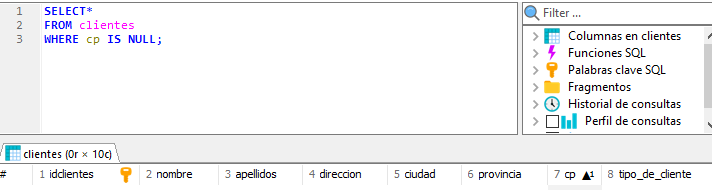 1 SELECT*
2 FROM clientes
3 WHERE cp IS NULL;
Filter ...
Columnas en clientes
Funciones SQL
Palabras clave SQL
Fragmentos
Historial de consultas
Perfil de consultas
clientes (0r × 10c)
# 1 idclientes 2 nombre 3 apellidos 4 direccion 5 ciudad 6 provincia 7 cp ▲1 8 tipo_de_cliente